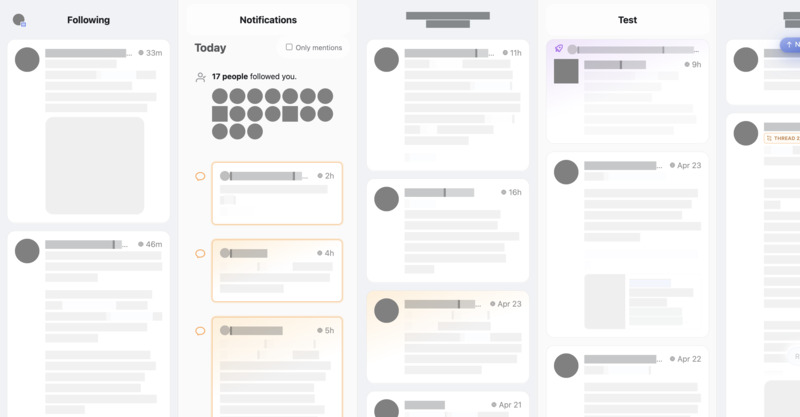 Following
33m
46m
Notifications
Today
Only mentions
17 people followed you.
2h
4h
5h
11h
16h
Apr 23
Apr 21
Test
9h
Apr 23
Apr 22
THREAD